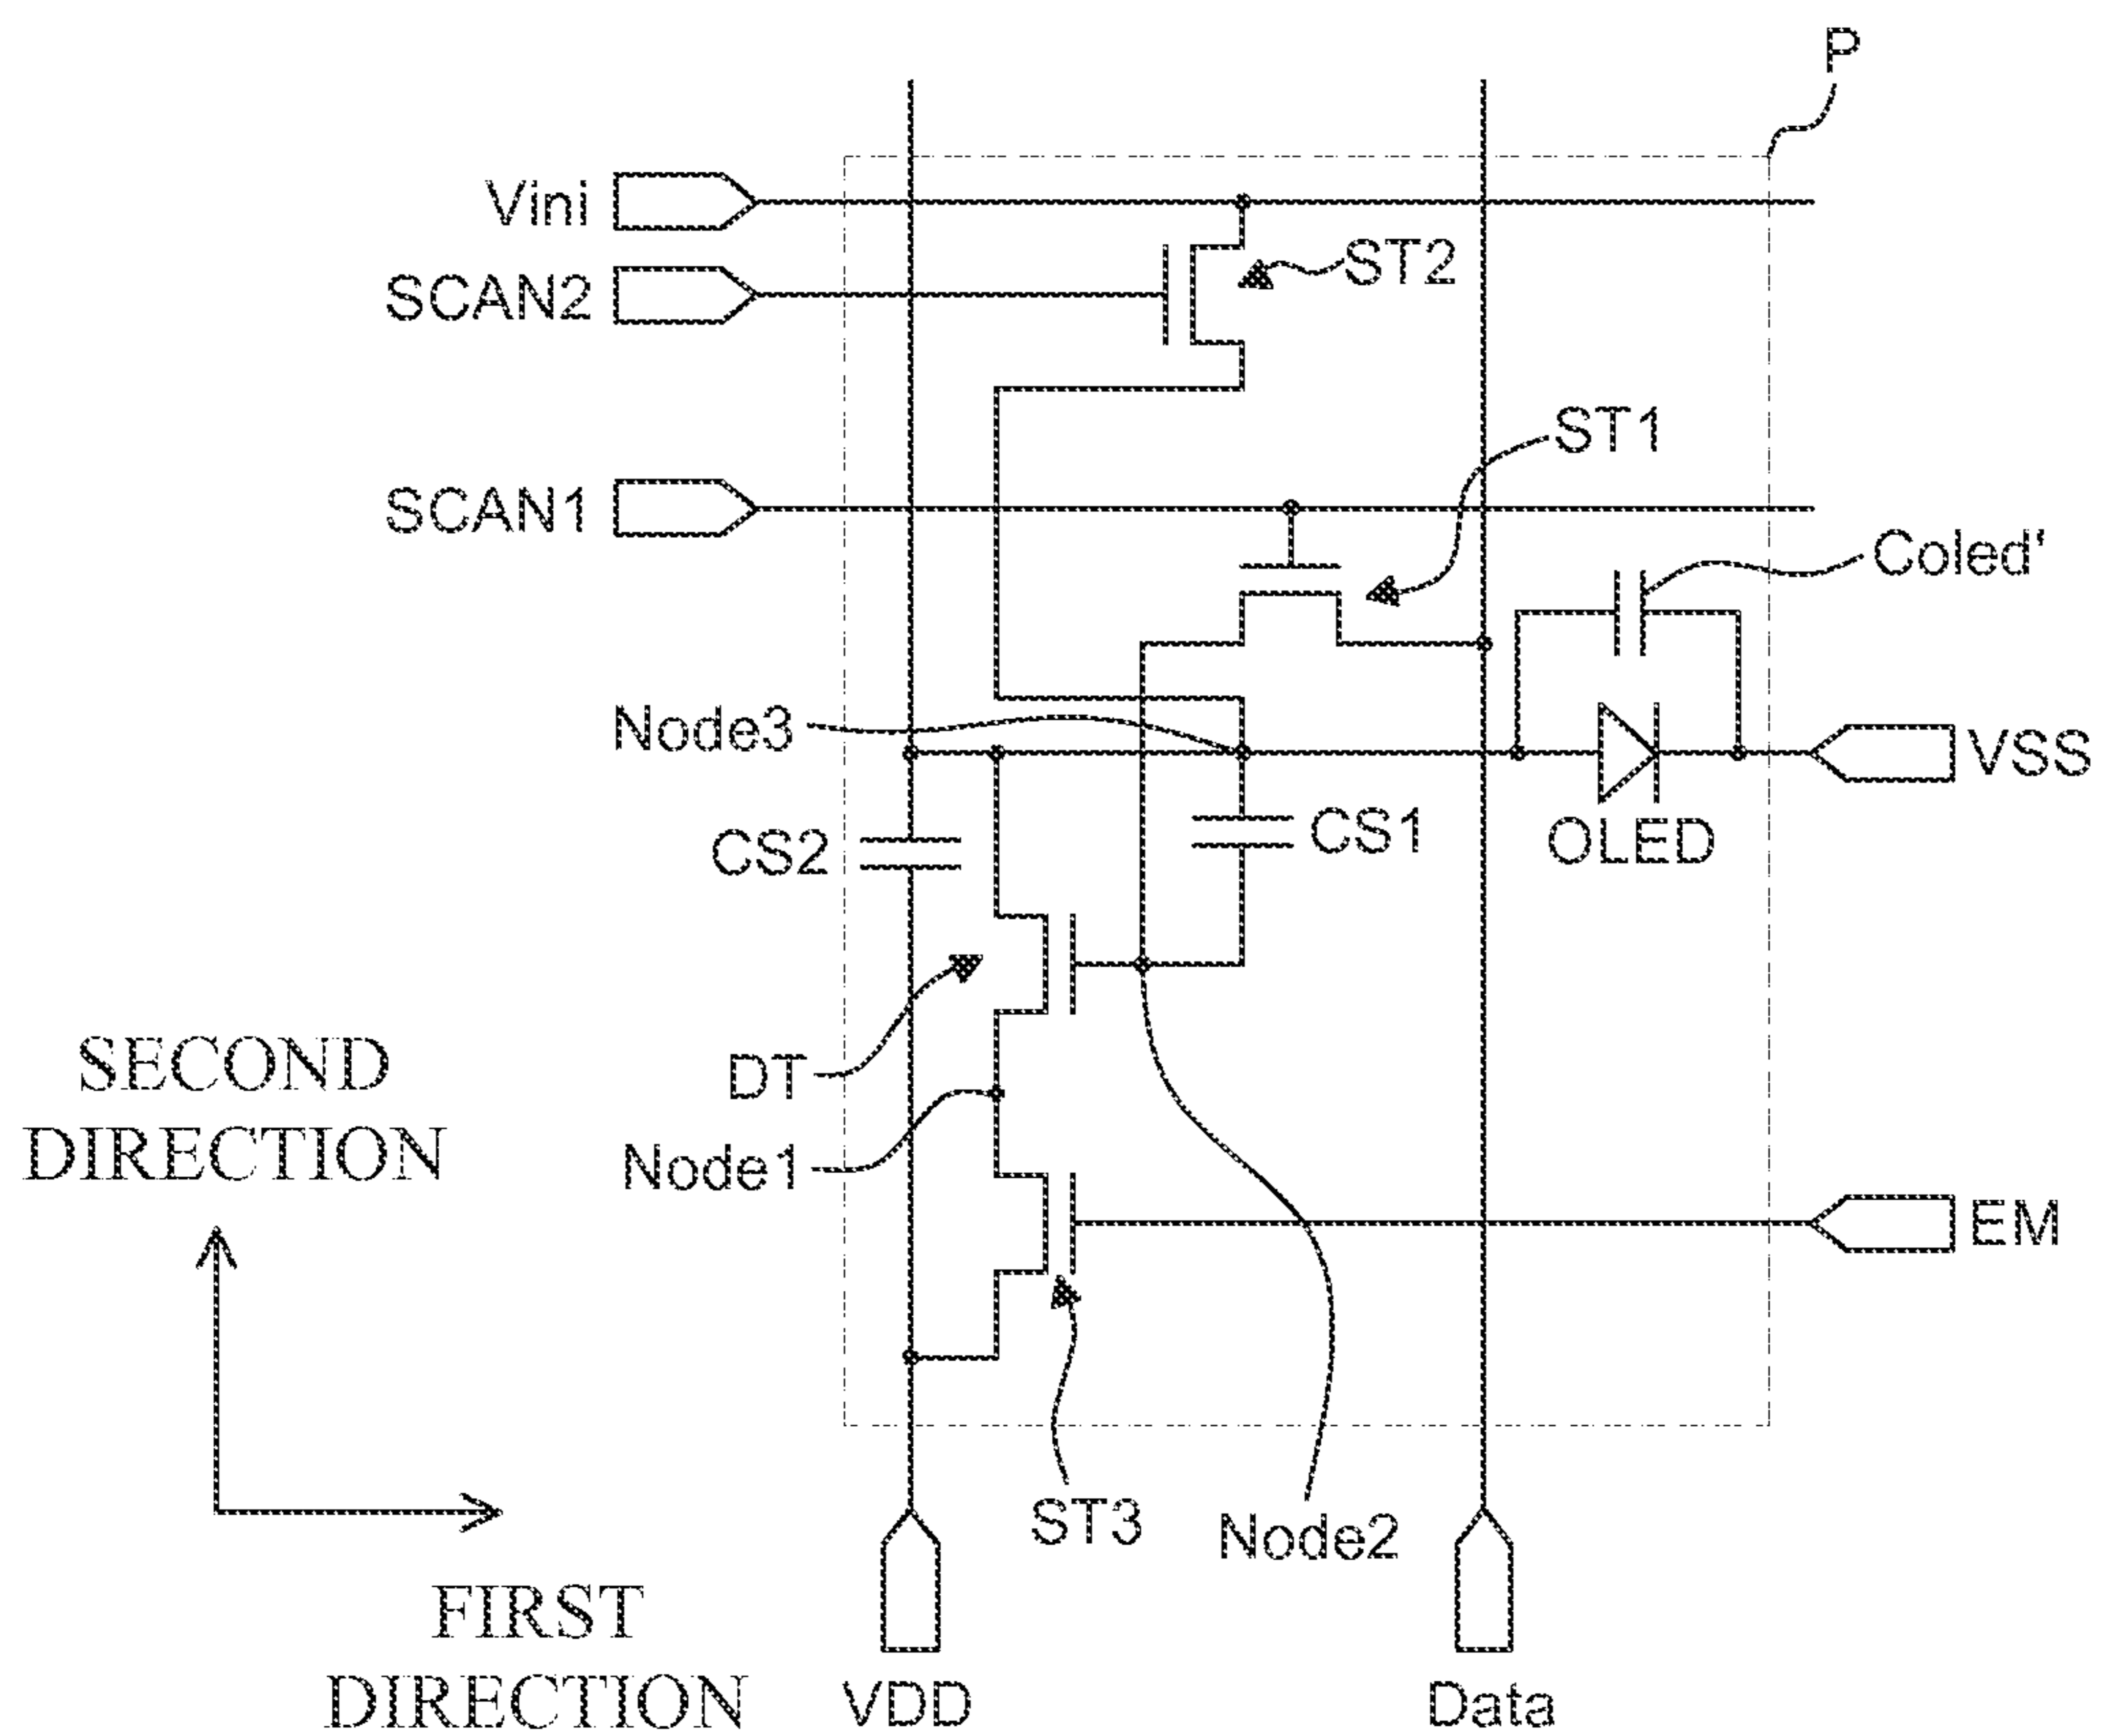 P
Vini
ST2
SCAN2
ST1
SCAN1
Coled'
Node3
VSS
CS2
CS1
OLED
SECOND
DIRECTION
DT
Node1
EM
ST3
Node2
FIRST
DIRECTION
VDD
Data